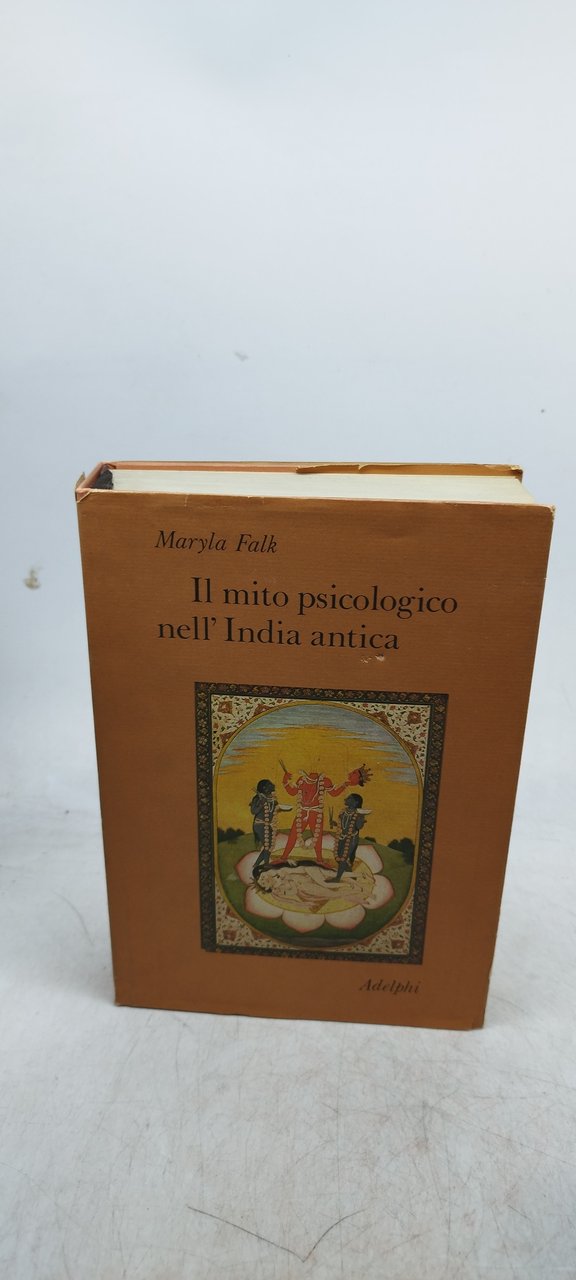 Maryla Falk
Il mito psicologico
nell'India antica
Adelphi